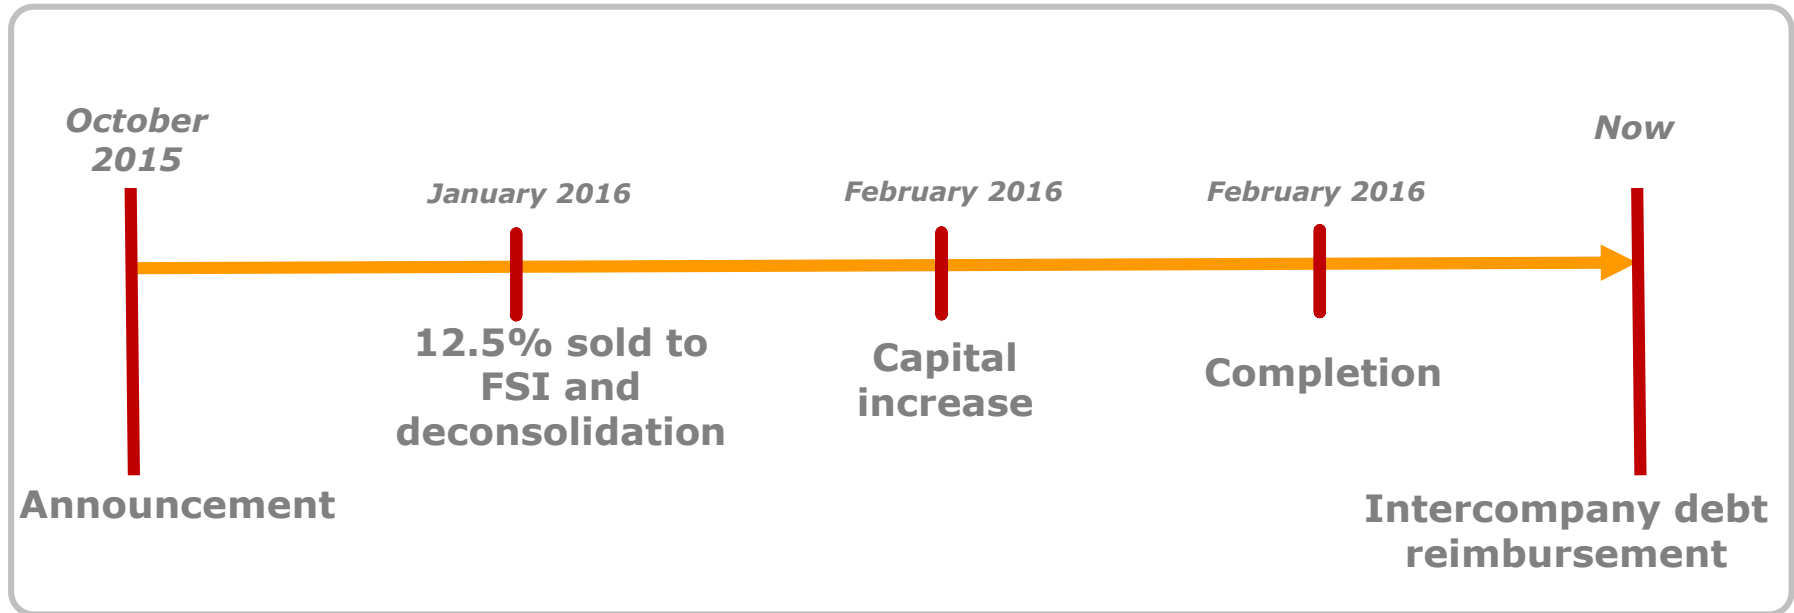 October
2015
January 2016
February 2016
February 2016
Now
12.5% sold to
FSI and
deconsolidation
Capital
increase
Completion
Announcement
Intercompany debt
reimbursement